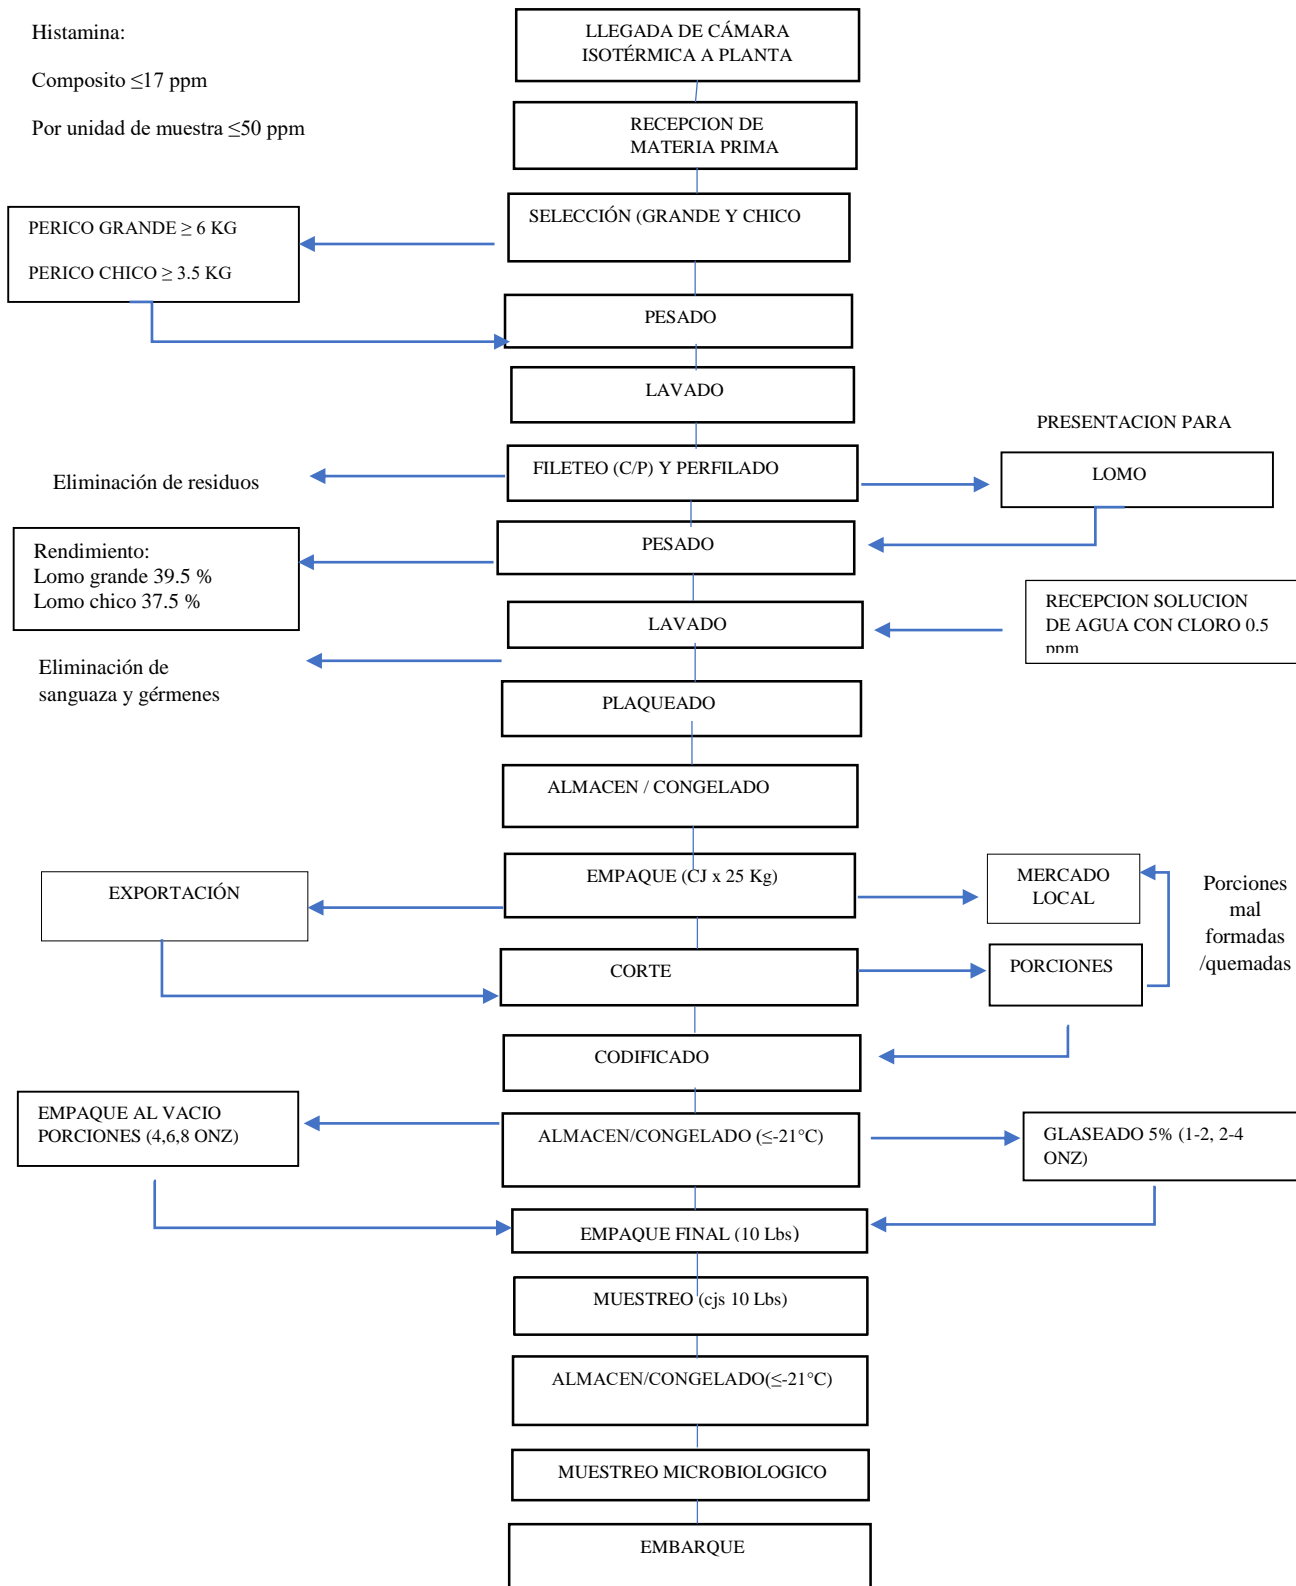 Histamina:
Composito ≤17 ppm
Por unidad de muestra ≤50 ppm
LLEGADA DE CÁMARA
ISOTÉRMICA A PLANTA
RECEPCION DE
MATERIA PRIMA
SELECCIÓN (GRANDE Y CHICO
PERICO GRANDE ≥ 6 KG
PERICO CHICO ≥ 3.5 KG
PESADO
LAVADO
PRESENTACION PARA
FILETEO (C/P) Y PERFILADO
LOMO
Eliminación de residuos
PESADO
Rendimiento:
Lomo grande 39.5 %
Lomo chico 37.5 %
LAVADO
RECEPCION SOLUCION
DE AGUA CON CLORO 0.5
ppm
Eliminación de
sanguaza y gérmenes
PLAQUEADO
ALMACEN / CONGELADO
EMPAQUE (CJ x 25 Kg)
EXPORTACIÓN
MERCADO
LOCAL
Porciones
mal
formadas
/quemadas
CORTE
PORCIONES
CODIFICADO
EMPAQUE AL VACIO
PORCIONES (4,6,8 ONZ)
ALMACEN/CONGELADO (≤-21°C)
GLASEADO 5% (1-2, 2-4
ONZ)
EMPAQUE FINAL (10 Lbs)
MUESTREO (cjs 10 Lbs)
ALMACEN/CONGELADO(≤-21°C)
MUESTREO MICROBIOLOGICO
EMBARQUE